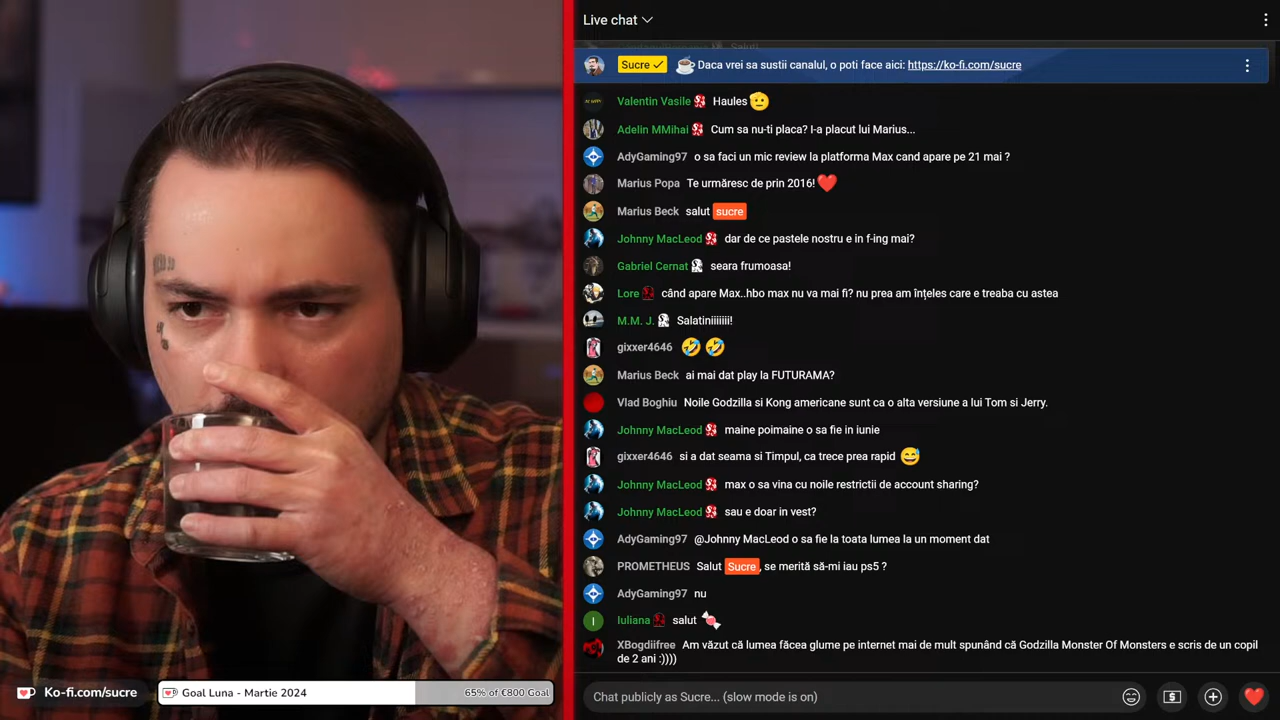 Live chat
Sucre Daca vrei sa sustii canalul, o poti face aici: https://ko-fi.com/sucre
Valentin Vasile Haules
Adelin MMihai Cum sa nu-ti placa? I-a placut lui Marius...
AdyGaming97 o sa faci un mic review la platforma Max cand apare pe 21 mai ?
Marius Popa Te urmăresc de prin 2016!
Marius Beck salut sucre
Johnny MacLeod dar de ce pastele nostru e in f-ing mai?
Gabriel Cernat seara frumoasa!
Lore când apare Max..hbo max nu va mai fi? nu prea am înțeles care e treaba cu astea
M.M. J. Salatiniiiiiii!
gixxer4646
Marius Beck ai mai dat play la FUTURAMA?
Vlad Boghiu Noile Godzilla si Kong americane sunt ca o alta versiune a lui Tom si Jerry.
Johnny MacLeod maine poimaine o sa fie in iunie
gixxer4646 si a dat seama si Timpul, ca trece prea rapid
Johnny MacLeod max o sa vina cu noile restrictii de account sharing?
Johnny MacLeod sau e doar in vest?
AdyGaming97 @Johnny MacLeod o sa fie la toata lumea la un moment dat
PROMETHEUS Salut Sucre, se merită să-mi iau ps5 ?
AdyGaming97 nu
I Iuliana salut
XBogdiifree Am văzut că lumea făcea glume pe internet mai de mult spunând că Godzilla Monster Of Monsters e scris de un copil
de 2 ani :))))
Chat publicly as Sucre... (slow mode is on)
Ko-fi.com/sucre
Goal Luna - Martie 2024
65% of €800 Goal